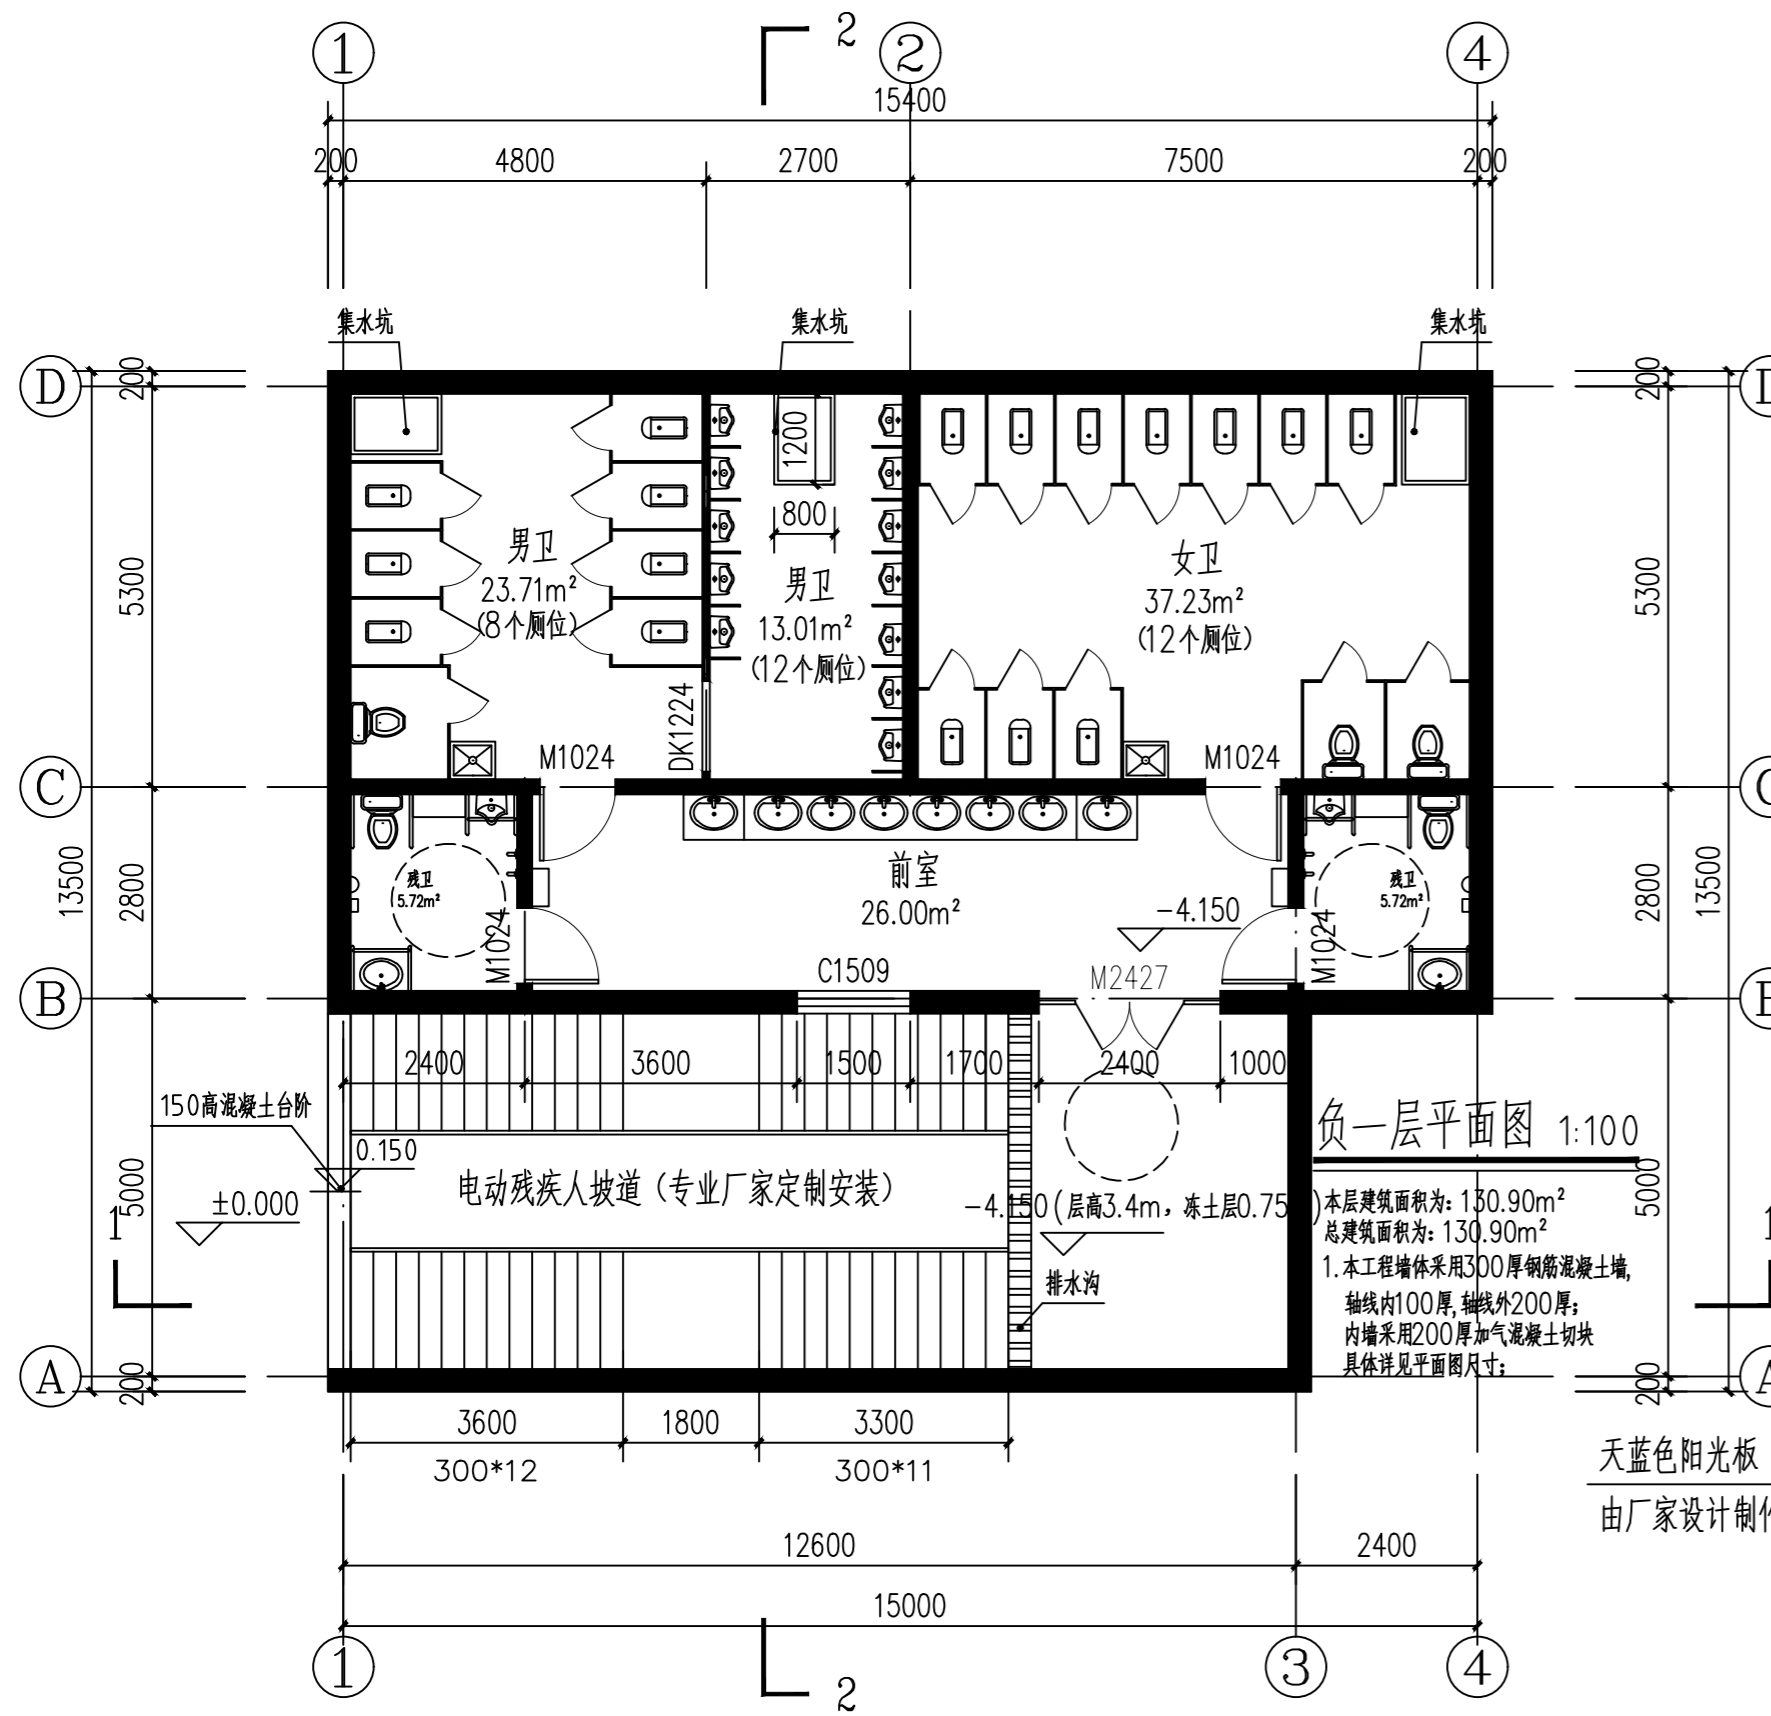 1
2
2
4
15400
200
4800
2700
7500
200
集水坑
集水坑
集水坑
D
200
200
1200
800
5300
男卫
23.71m²
(8个厕位)
男卫
13.01m²
(12个厕位)
女卫
37.23m²
(12个厕位)
5300
DK1224
M1024
M1024
C
13500
2800
残卫
5.72m²
M1024
前室
26.00m²
-4.150
残卫
5.72m²
M1024
2800
13500
C1509
M2427
B
2400
3600
1500
1700
2400
1000
150高混凝土台阶
0.150
±0.000
电动残疾人坡道（专业厂家定制安装）
-4.150(层高3.4m，冻土层0.75
)
排水沟
5000
5000
1
1
负一层平面图 1:100
本层建筑面积为：130.90m²
总建筑面积为：130.90m²
1.本工程墙体采用300厚钢筋混凝土墙,
轴线内100厚,轴线外200厚;
内墙采用200厚加气混凝土切块
具体详见平面图尺寸;
A
200
200
3600
1800
3300
300*12
300*11
天蓝色阳光板
由厂家设计制
12600
2400
15000
1
2
3
4